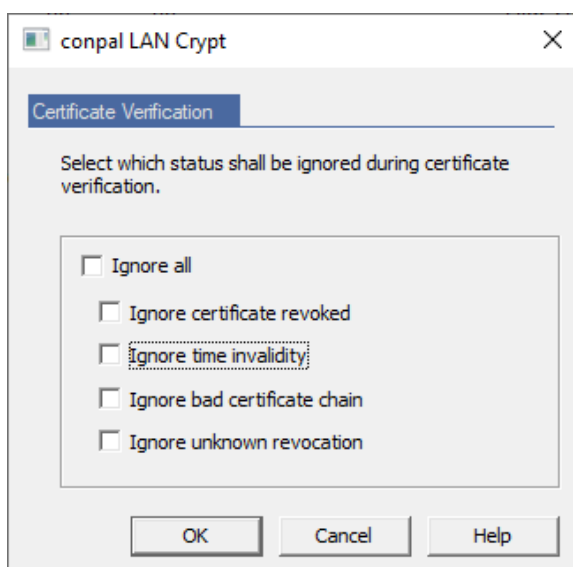 conpal LAN Crypt
Certificate Verification
Select which status shall be ignored during certificate
verification.
Ignore all
Ignore certificate revoked
Ignore time invalidity
Ignore bad certificate chain
Ignore unknown revocation
OK Cancel Help